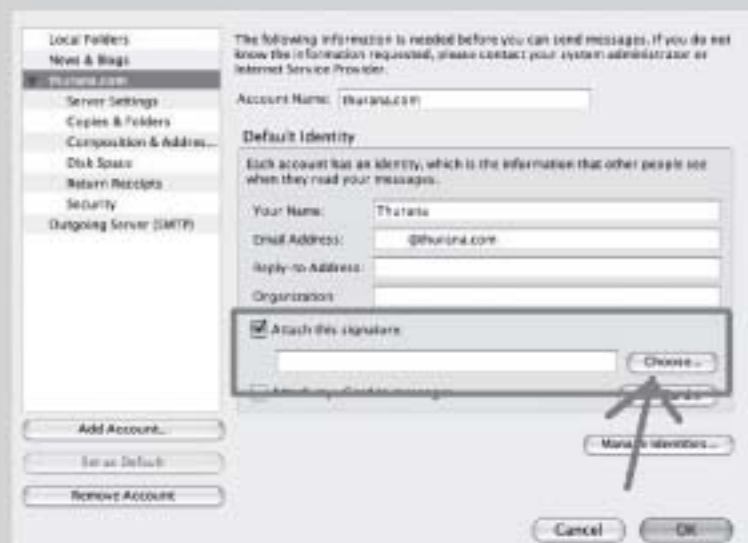 Local Folders
News & Blogs
thurana.com
Server Settings
Copies & Folders
Composition & Addres...
Disk Space
Return Receipts
Security
Outgoing Server (SMTP)
Add Account...
Set as Default
Remove Account
The following information is needed before you can send messages. If you do not
know the information requested, please contact your system administrator or
Internet Service Provider.
Account Name: thurana.com
Default Identity
Each account has an identity, which is the information that other people see
when they read your messages.
Your Name: Thurana
Email Address: @thurana.com
Reply-to Address:
Organization
Attach this signature
Choose...
to messages
Manage Identities...
Cancel
OK